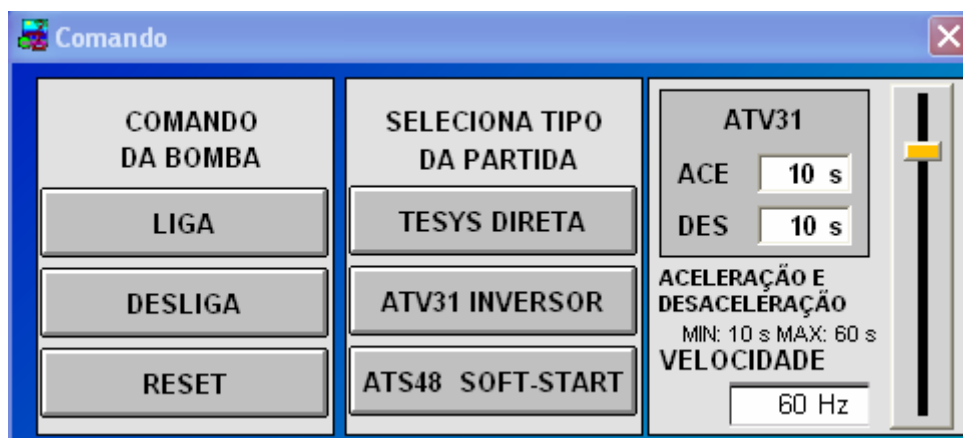 Comando
COMANDO
DA BOMBA
LIGA
DESLIGA
RESET
SELECIONA TIPO
DA PARTIDA
TESYS DIRETA
ATV31 INVERSOR
ATS48 SOFT-START
ATV31
ACE 10 s
DES 10 s
ACELERAÇÃO E
DESACELERAÇÃO
MIN: 10 s MAX: 60 s
VELOCIDADE
60 Hz